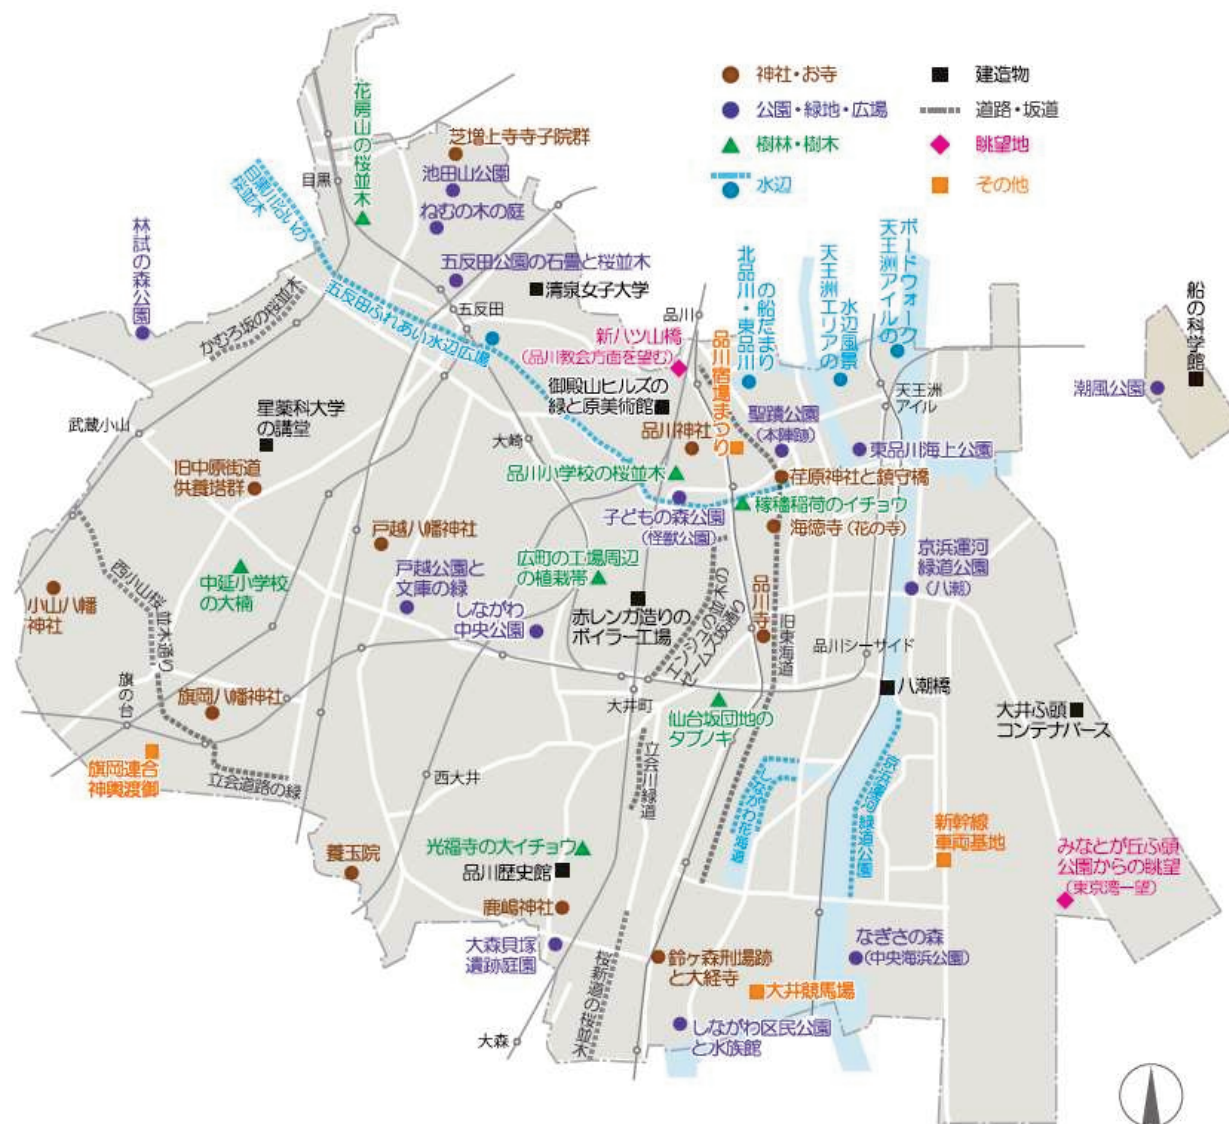 神社・お寺
公園・緑地・広場
樹林・樹木
水辺
建造物
道路・坂道
眺望地
その他
花房山の桜並木
芝増上寺寺子院群
池田山公園
ねむの木の庭
目黒
目黒川沿いの
桜並木
林試の森公園
五反田公園の石畳と桜並木
清泉女子大学
五反田
五反田ふれあい水辺広場
かむろ坂の桜並木
品川
新八ツ山橋
(品川教会方面を望む)
御殿山ヒルズの
緑と原美術館
品川宿場まつり
北品川・東品川
の船だまり
天王洲エリアの
水辺風景
天王洲アイルの
ボードウォーク
天王洲
アイル
船の科学館
潮風公園
武蔵小山
星薬科大学
の講堂
大崎
品川神社
聖蹟公園
(本陣跡)
東品川海上公園
旧中原街道
供養塔群
品川小学校の桜並木
荏原神社と鎮守橋
子どもの森公園
(怪獣公園)
稼穡稲荷のイチョウ
海徳寺(花の寺)
戸越八幡神社
広町の工場周辺
の植栽帯
京浜運河
緑道公園
(八潮)
中延小学校
の大楠
戸越公園と
文庫の緑
小山八幡
神社
西小山桜並木通り
しながわ
中央公園
赤レンガ造りの
ボイラー工場
エンジュの並木の
ゼームス坂通り
品川寺
旧東海道
品川シーサイド
旗の台
旗岡八幡神社
大井町
八潮橋
仙台坂団地の
タブノキ
大井ふ頭
コンテナバース
旗岡連合
神輿渡御
立会道路の緑
西大井
立会川緑道
しながわ花海道
京浜運河緑道公園
新幹線
車両基地
養玉院
光福寺の大イチョウ
品川歴史館
みなとが丘ふ頭
公園からの眺望
(東京湾一望)
鹿嶋神社
大森貝塚
遺跡庭園
桜新道の桜並木
鈴ヶ森刑場跡
と大経寺
なぎさの森
(中央海浜公園)
大井競馬場
大森
しながわ区民公園
と水族館